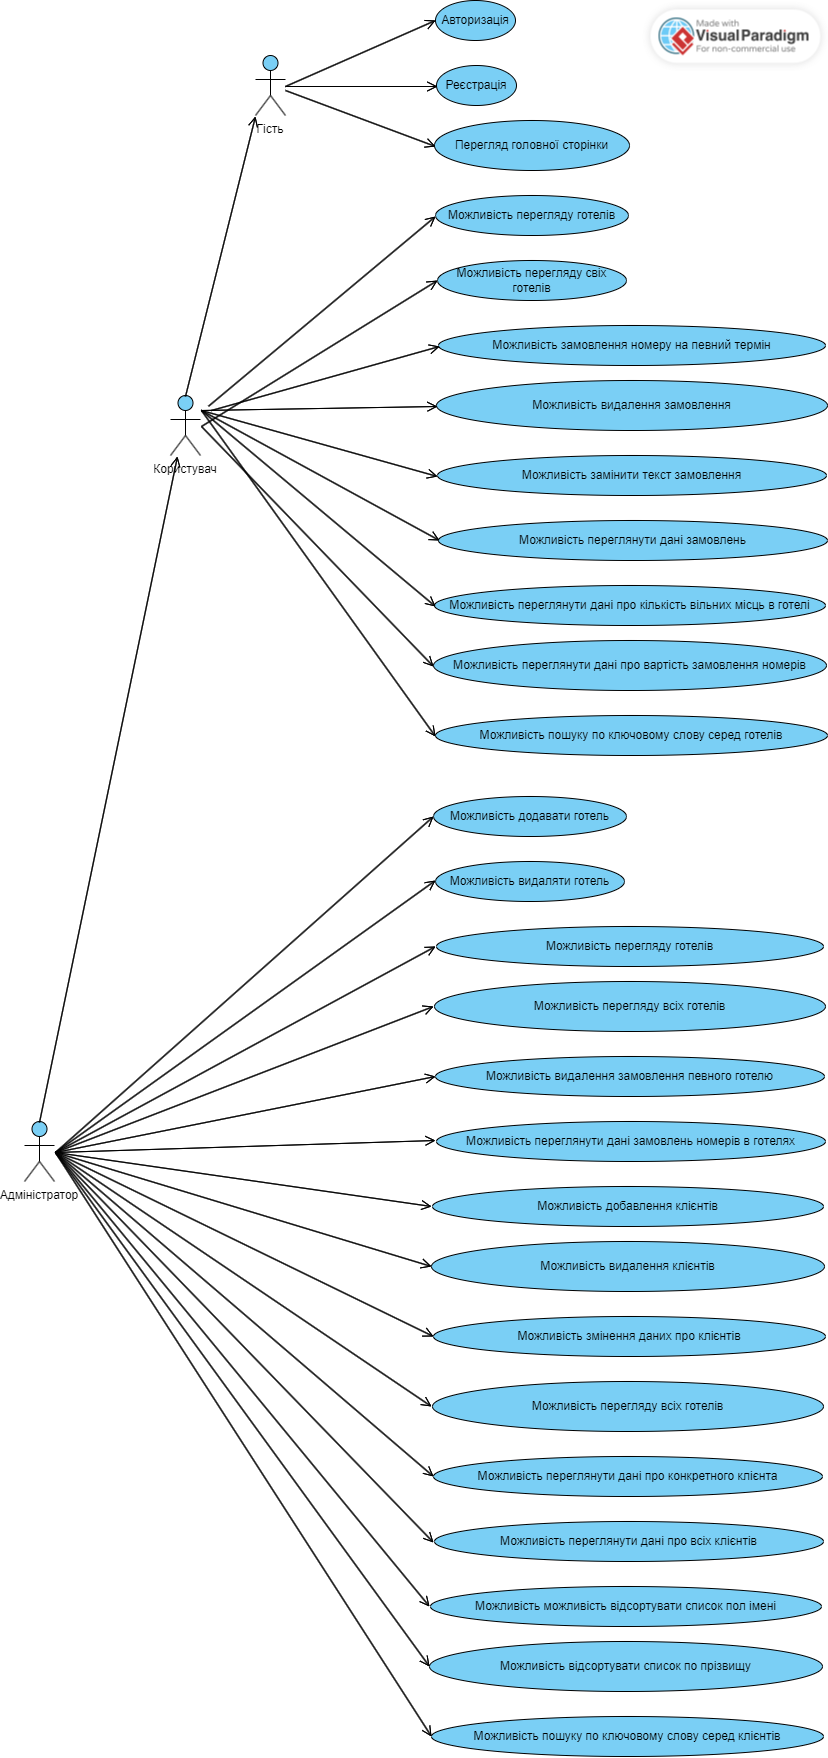 Авторизація
Made with
VisualParadigm
For non-commercial use
Реєстрація
Гість
Перегляд головної сторінки
Можливість перегляду готелів
Можливість перегляду свіх
готелів
Можливість замовлення номеру на певний термін
Можливість видалення замовлення
Користувач
Можливість замінити текст замовлення
Можливість переглянути дані замовлень
Можливість переглянути дані про кількість вільних місць в готелі
Можливість переглянути дані про вартість замовлення номерів
Можливість пошуку по ключовому слову серед готелів
Можливість додавати готель
Можливість видаляти готель
Можливість перегляду готелів
Можливість перегляду всіх готелів
Можливість видалення замовлення певного готелю
Можливість переглянути дані замовлень номерів в готелях
Адміністратор
Можливість добавлення клієнтів
Можливість видалення клієнтів
Можливість змінення даних про клієнтів
Можливість перегляду всіх готелів
Можливість переглянути дані про конкретного клієнта
Можливість переглянути дані про всіх клієнтів
Можливість можливість відсортувати список пол імені
Можливість відсортувати список по прізвищу
Можливість пошуку по ключовому слову серед клієнтів